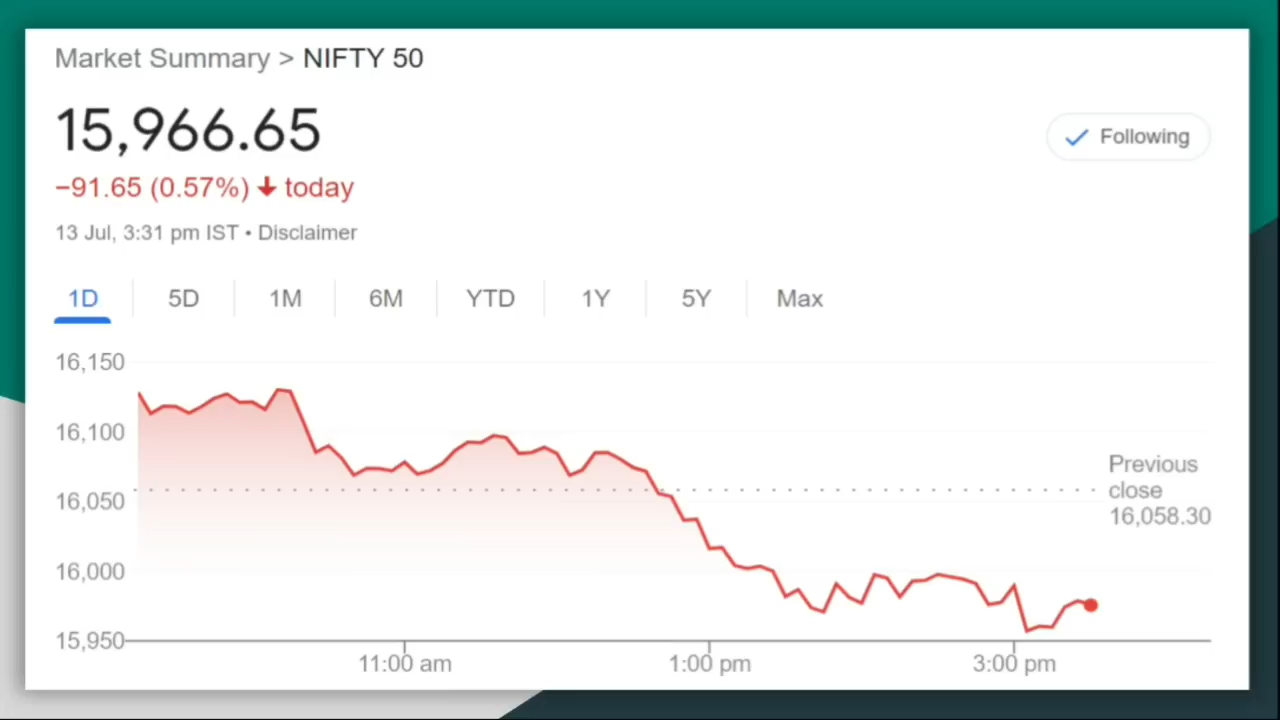 Market Summary > NIFTY 50
15,966.65
Following
−91.65 (0.57%) ↓ today
13 Jul, 3:31 pm IST • Disclaimer
1D 5D 1M 6M YTD 1Y 5Y Max
16,150
16,100
16,050
16,000
15,950
Previous
close
16,058.30
11:00 am 1:00 pm 3:00 pm